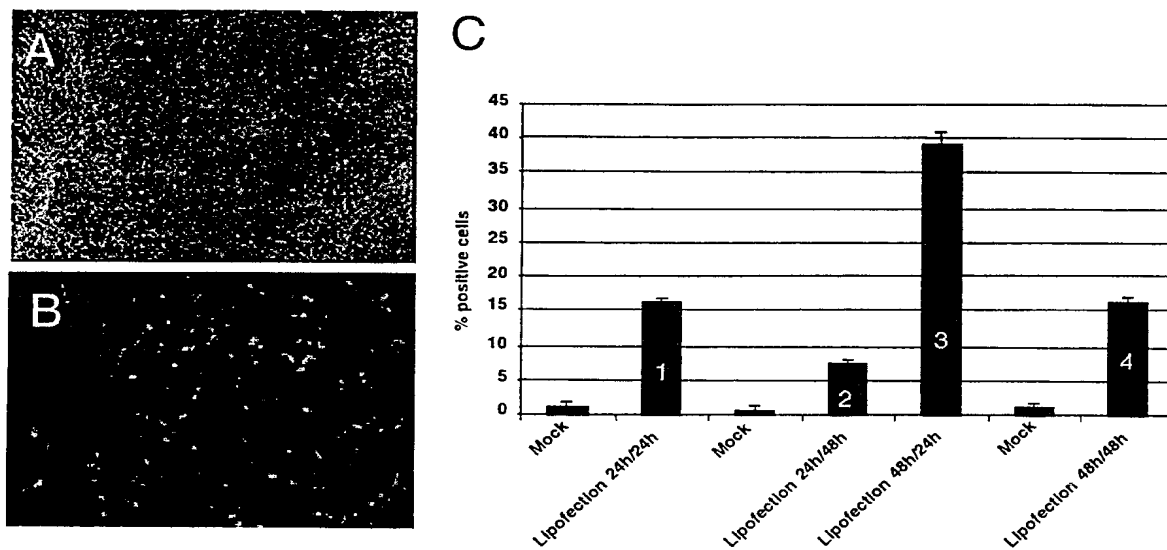 A
B
C
% positive cells
45
40
35
30
25
20
15
10
5
0
1
2
3
4
Mock
Lipofection 24h/24h
Mock
Lipofection 24h/48h
Lipofection 48h/24h
Mock
Lipofection 48h/48h